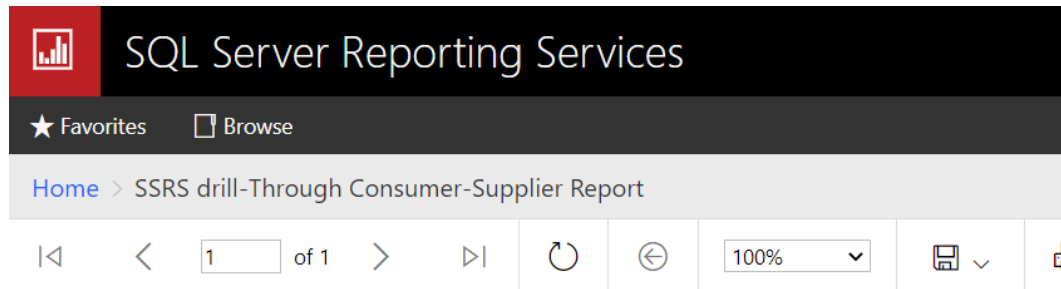 SQL Server Reporting Services
Favorites Browse
Home > SSRS drill-Through Consumer-Supplier Report
1 of 1 100%